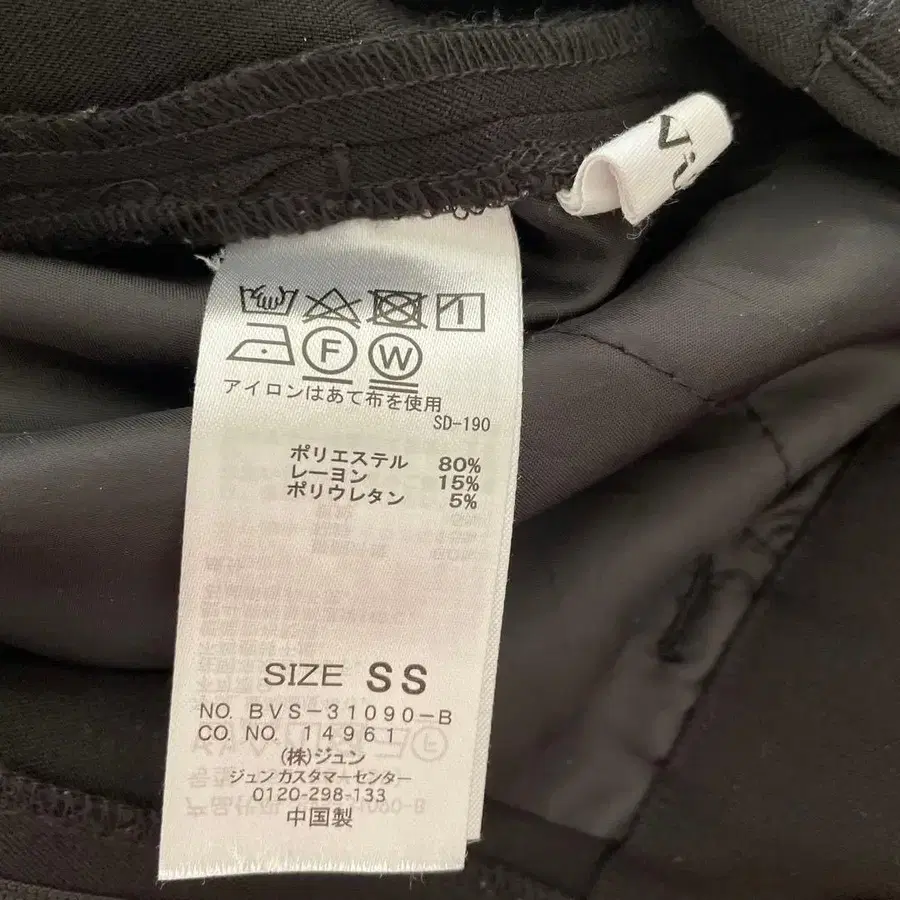 Vi
F W
アイロンはあて布を使用
SD-190
ポリエステル 80%
レーヨン 15%
ポリウレタン 5%
SIZE SS
NO. BVS-31090-B
CO. NO. 14961
(株)ジュン
ジュン カスタマーセンター
0120-298-133
中国製